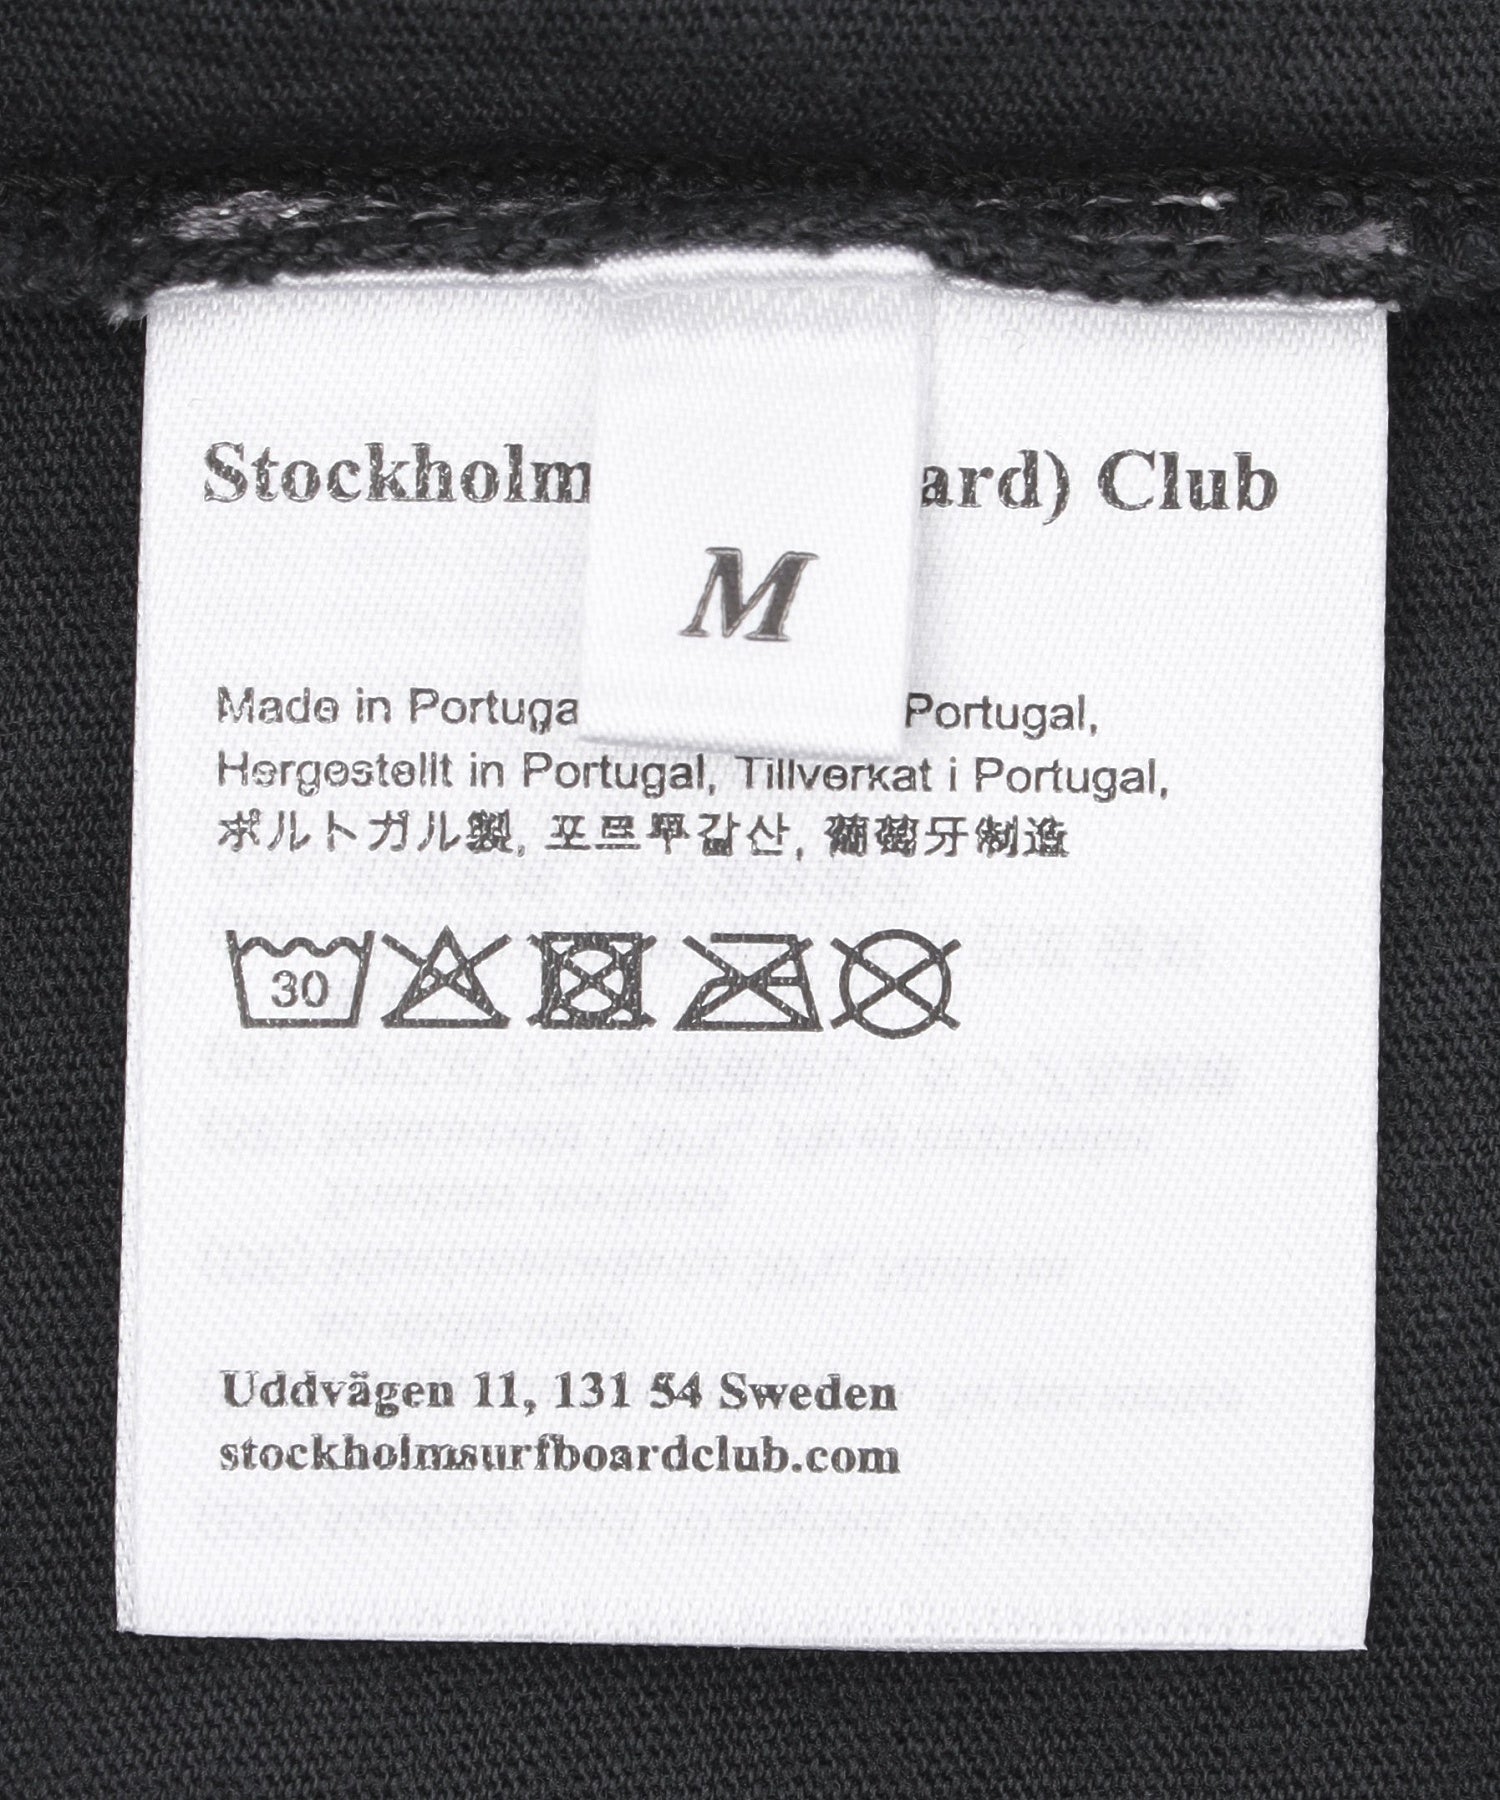 Stockholm ard) Club
M
Made in Portuga Portugal,
Hergestellt in Portugal, Tillverkat i Portugal,
ポルトガル製, 포르투갈산, 葡萄牙制造
30
Uddvägen 11, 131 54 Sweden
stockholmsurfboardclub.com